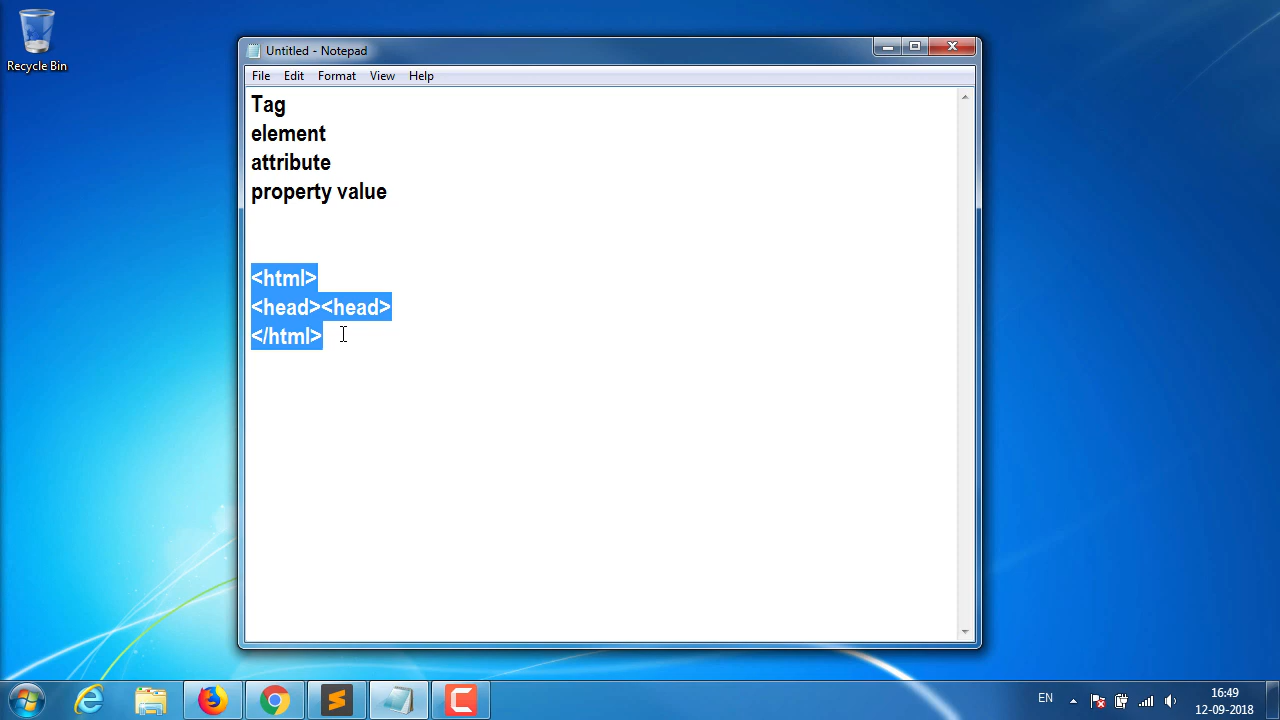 Recycle Bin
Untitled - Notepad
File Edit Format View Help
Tag
element
attribute
property value
<html>
<head><head>
</html>
EN
16:49
12-09-2018